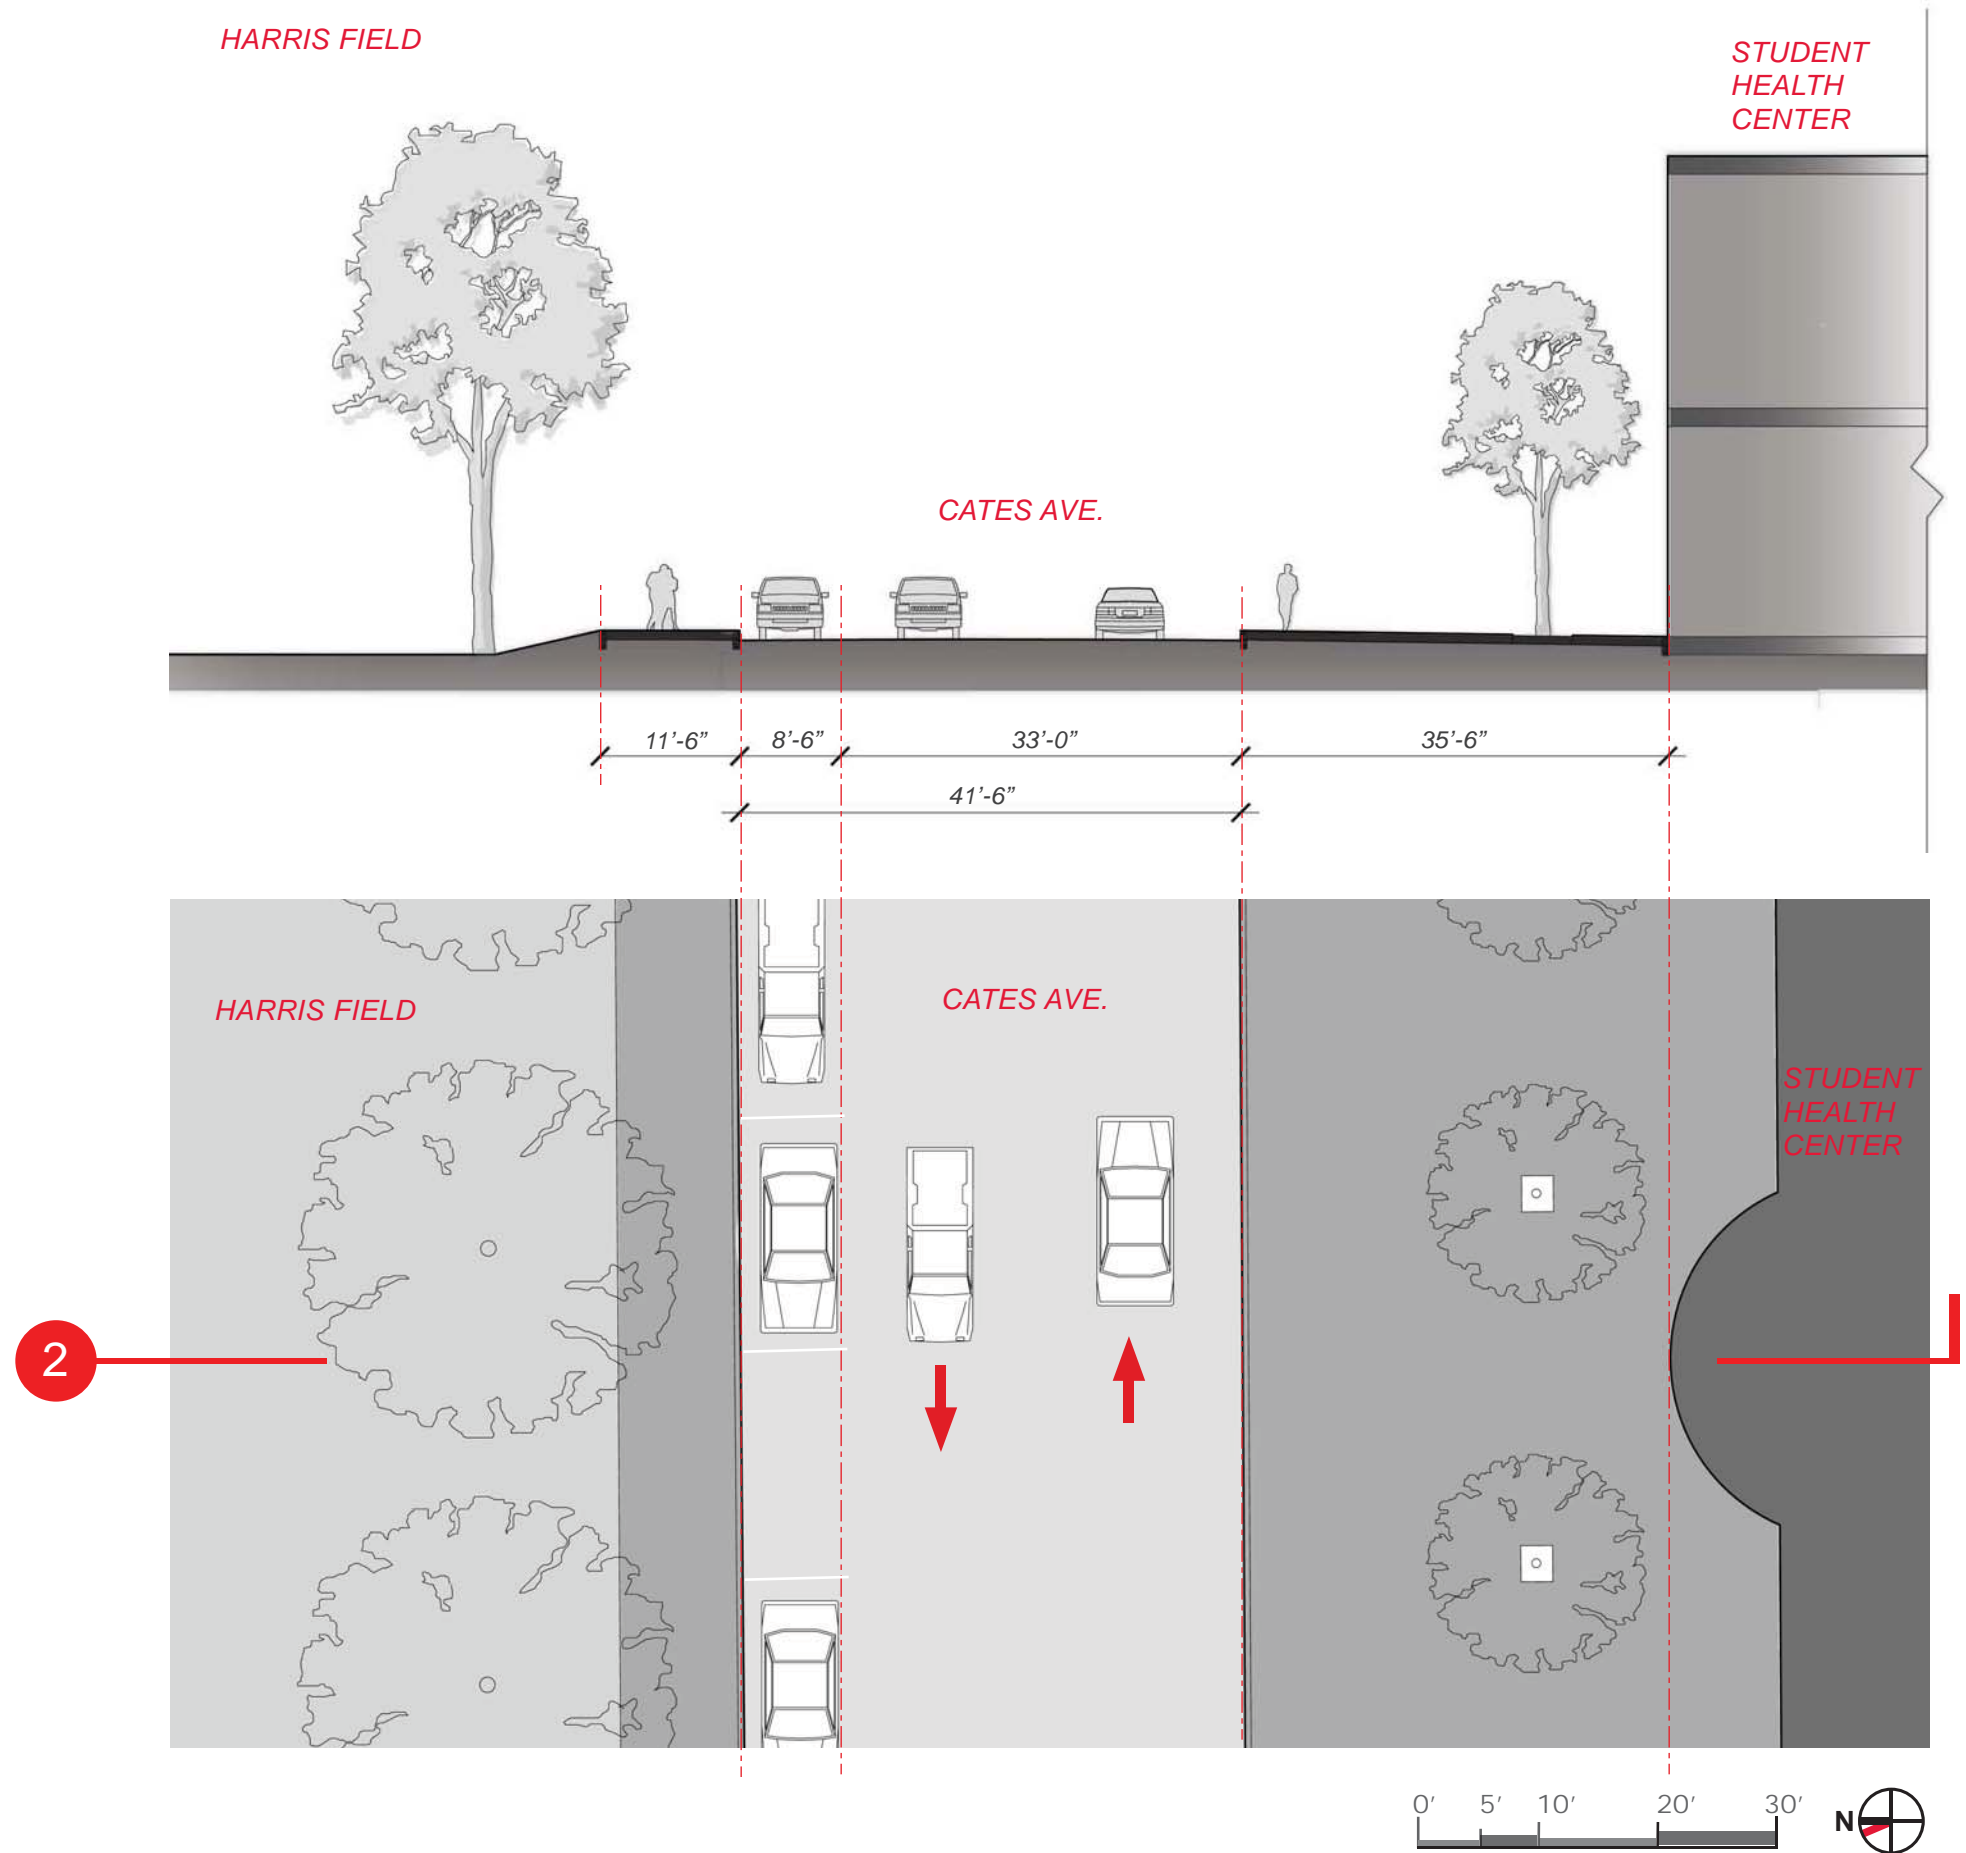 HARRIS FIELD
STUDENT
HEALTH
CENTER
CATES AVE.
11’-6”
8’-6”
33’-0”
35’-6”
41’-6”
HARRIS FIELD
CATES AVE.
STUDENT
HEALTH
CENTER
2
0’ 5’ 10’ 20’ 30’
N